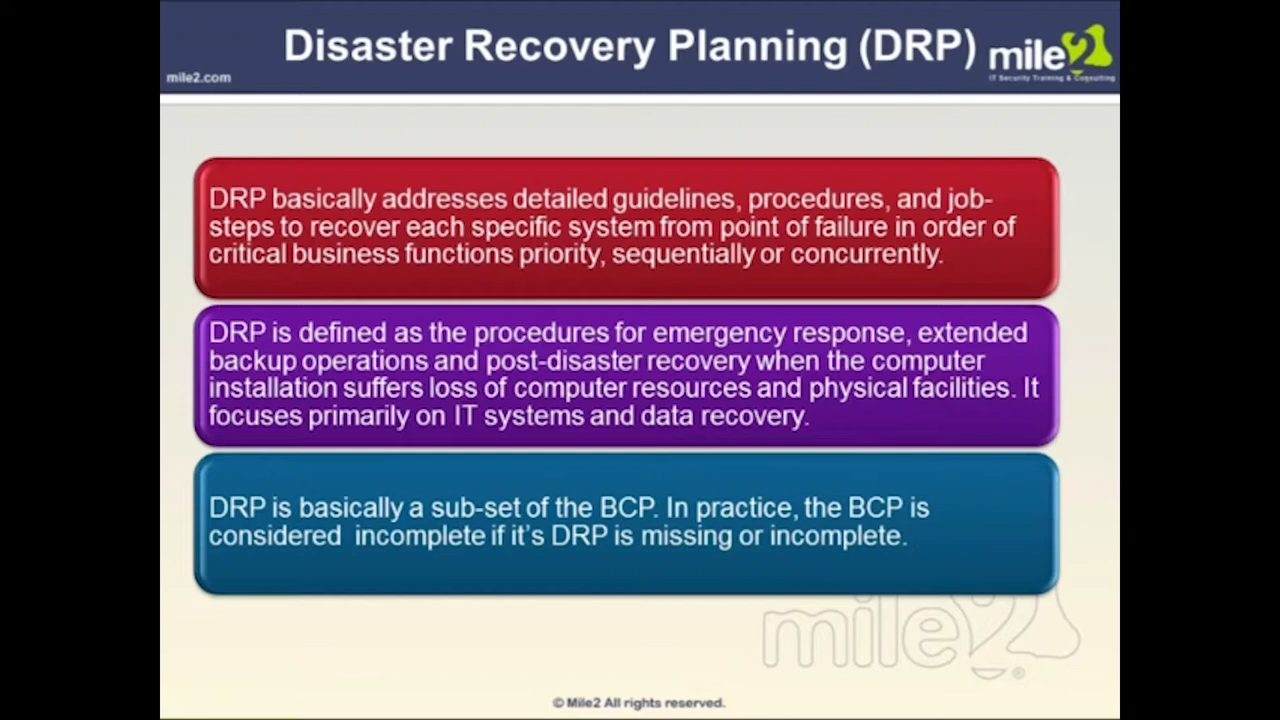 Disaster Recovery Planning (DRP)
mile2
IT Security Training & Consulting
mile2.com
DRP basically addresses detailed guidelines, procedures, and job-
steps to recover each specific system from point of failure in order of
critical business functions priority, sequentially or concurrently.
DRP is defined as the procedures for emergency response, extended
backup operations and post-disaster recovery when the computer
installation suffers loss of computer resources and physical facilities. It
focuses primarily on IT systems and data recovery.
DRP is basically a sub-set of the BCP. In practice, the BCP is
considered incomplete if it’s DRP is missing or incomplete.
mile2®
© Mile2 All rights reserved.